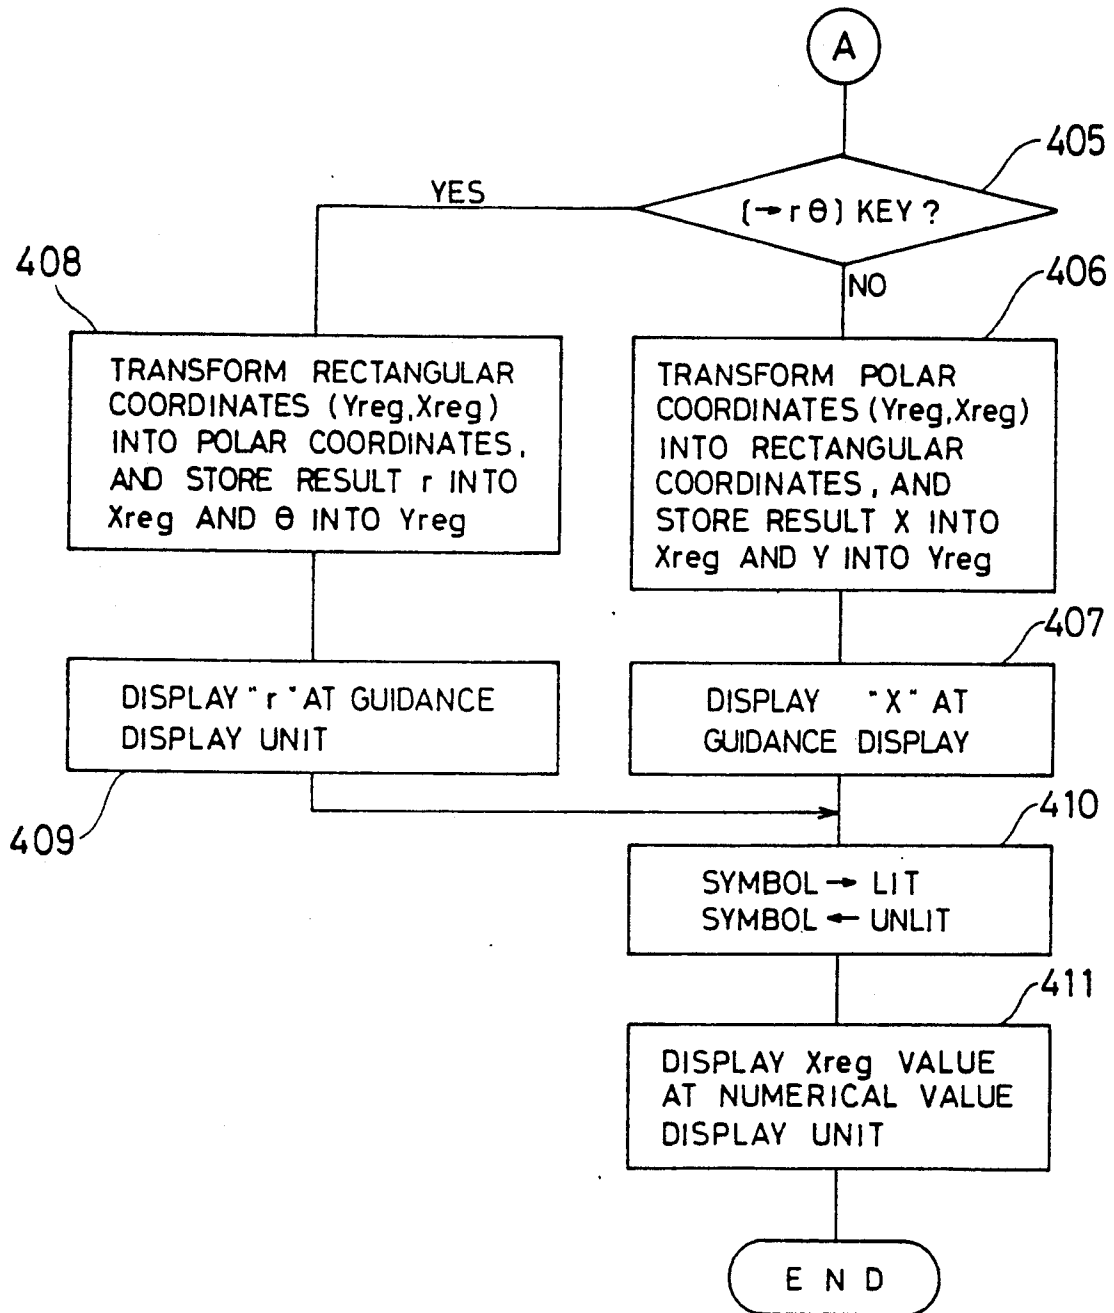 A
405
(→rθ) KEY?
YES
NO
408
406
TRANSFORM RECTANGULAR
COORDINATES (Yreg,Xreg)
INTO POLAR COORDINATES,
AND STORE RESULT r INTO
Xreg AND θ INTO Yreg
TRANSFORM POLAR
COORDINATES (Yreg,Xreg)
INTO RECTANGULAR
COORDINATES, AND
STORE RESULT X INTO
Xreg AND Y INTO Yreg
407
DISPLAY "r" AT GUIDANCE
DISPLAY UNIT
DISPLAY "X" AT
GUIDANCE DISPLAY
409
410
SYMBOL → LIT
SYMBOL ← UNLIT
411
DISPLAY Xreg VALUE
AT NUMERICAL VALUE
DISPLAY UNIT
END